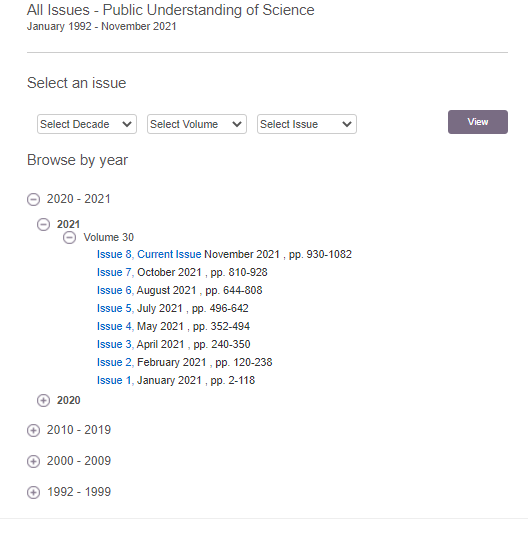 All Issues - Public Understanding of Science
January 1992 - November 2021
Select an issue
Select Decade Select Volume Select Issue View
Browse by year
2020 - 2021
2021
Volume 30
Issue 8, Current Issue November 2021 , pp. 930-1082
Issue 7, October 2021 , pp. 810-928
Issue 6, August 2021 , pp. 644-808
Issue 5, July 2021 , pp. 496-642
Issue 4, May 2021 , pp. 352-494
Issue 3, April 2021 , pp. 240-350
Issue 2, February 2021 , pp. 120-238
Issue 1, January 2021 , pp. 2-118
2020
2010 - 2019
2000 - 2009
1992 - 1999